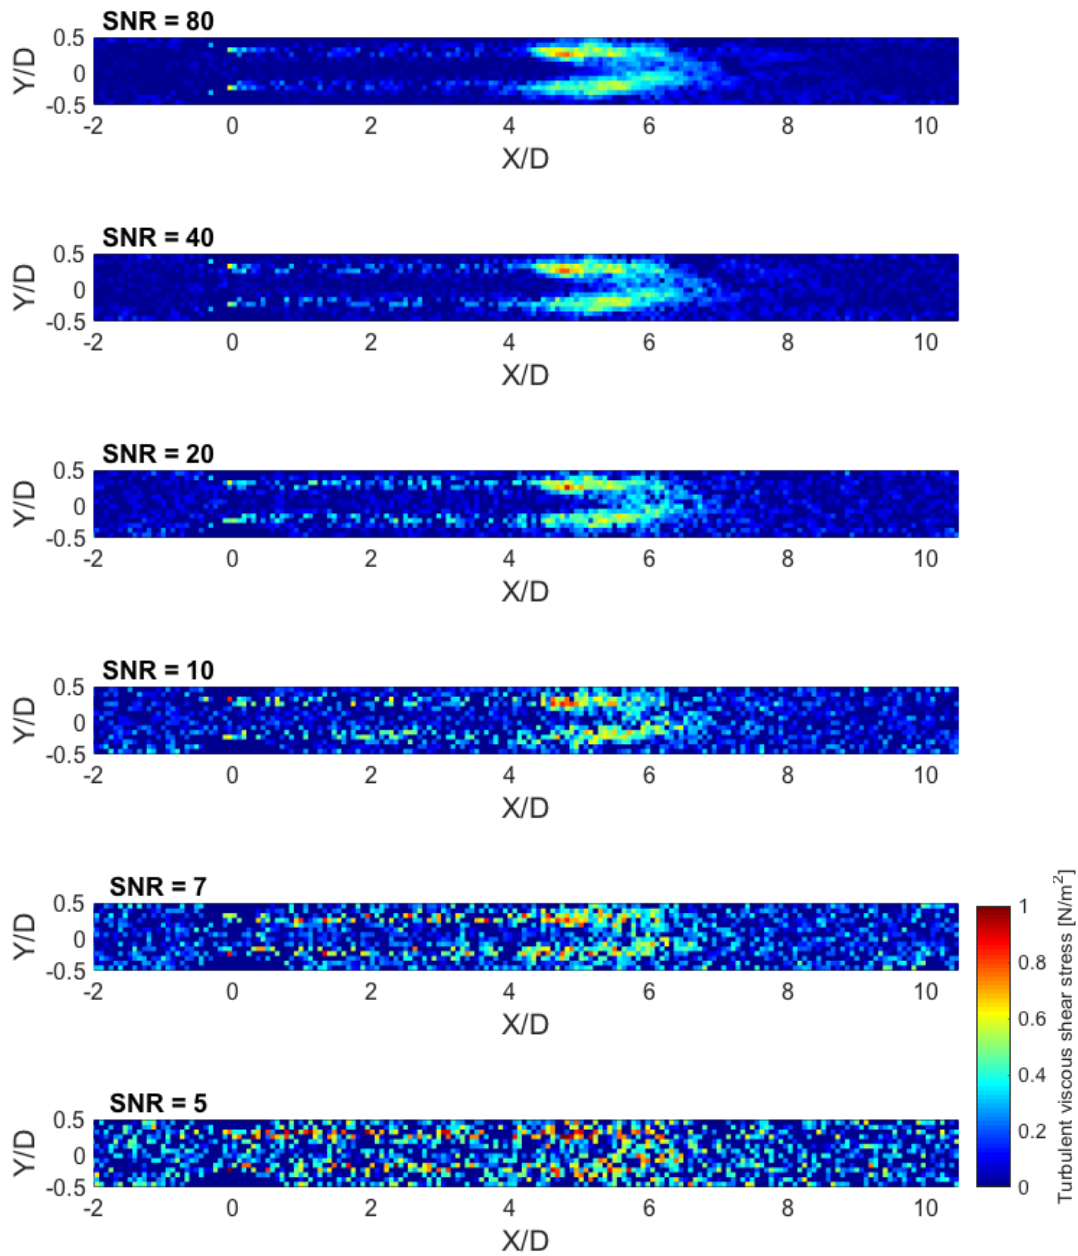 SNR = 80
0.5
0
-0.5
Y/D
-2 0 2 4 6 8 10
X/D
SNR = 40
0.5
0
-0.5
Y/D
-2 0 2 4 6 8 10
X/D
SNR = 20
0.5
0
-0.5
Y/D
-2 0 2 4 6 8 10
X/D
SNR = 10
0.5
0
-0.5
Y/D
-2 0 2 4 6 8 10
X/D
SNR = 7
0.5
0
-0.5
Y/D
-2 0 2 4 6 8 10
X/D
SNR = 5
0.5
0
-0.5
Y/D
-2 0 2 4 6 8 10
X/D
1
0.8
0.6
0.4
0.2
0
Turbulent viscous shear stress [N/m²]